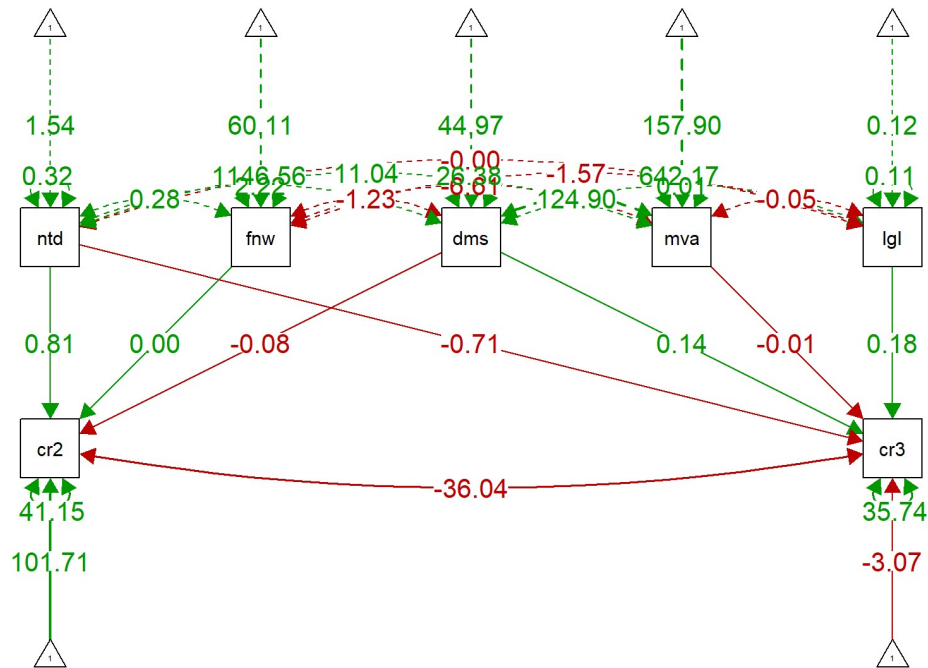 1 1 1 1 1
1.54 60.11 44.97 157.90 0.12
-0.00
0.32 1146.56 11.04 26.38 -1.57 642.17 0.11
2.22 -6.61 0.01
0.28 -1.23 124.90 -0.05
ntd fnw dms mva lgl
0.81 0.00 -0.08 -0.71 0.14 -0.01 0.18
cr2 cr3
-36.04
41.15 35.74
101.71 -3.07
1 1